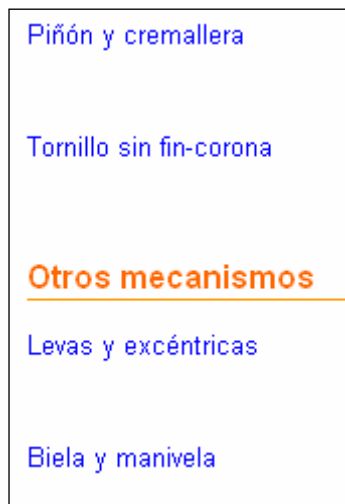 Piñón y cremallera
Tornillo sin fin-corona
Otros mecanismos
Levas y excéntricas
Biela y manivela